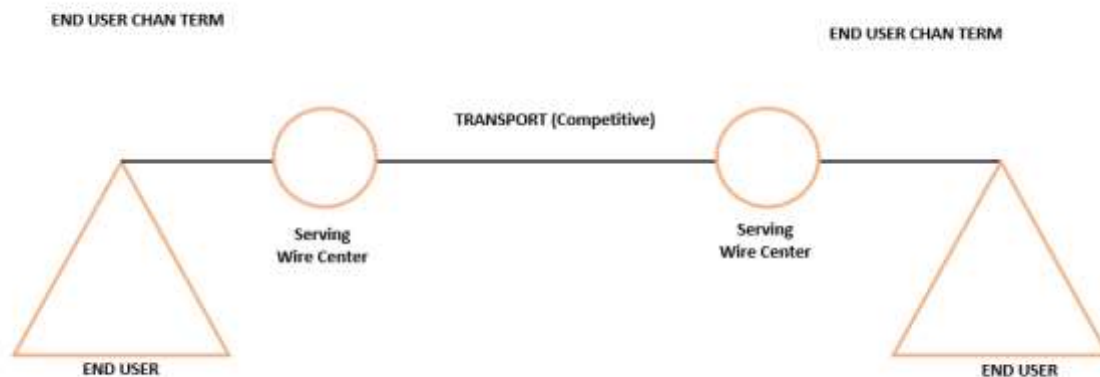 END USER CHAN TERM
END USER CHAN TERM
TRANSPORT (Competitive)
Serving
Wire Center
Serving
Wire Center
END USER
END USER